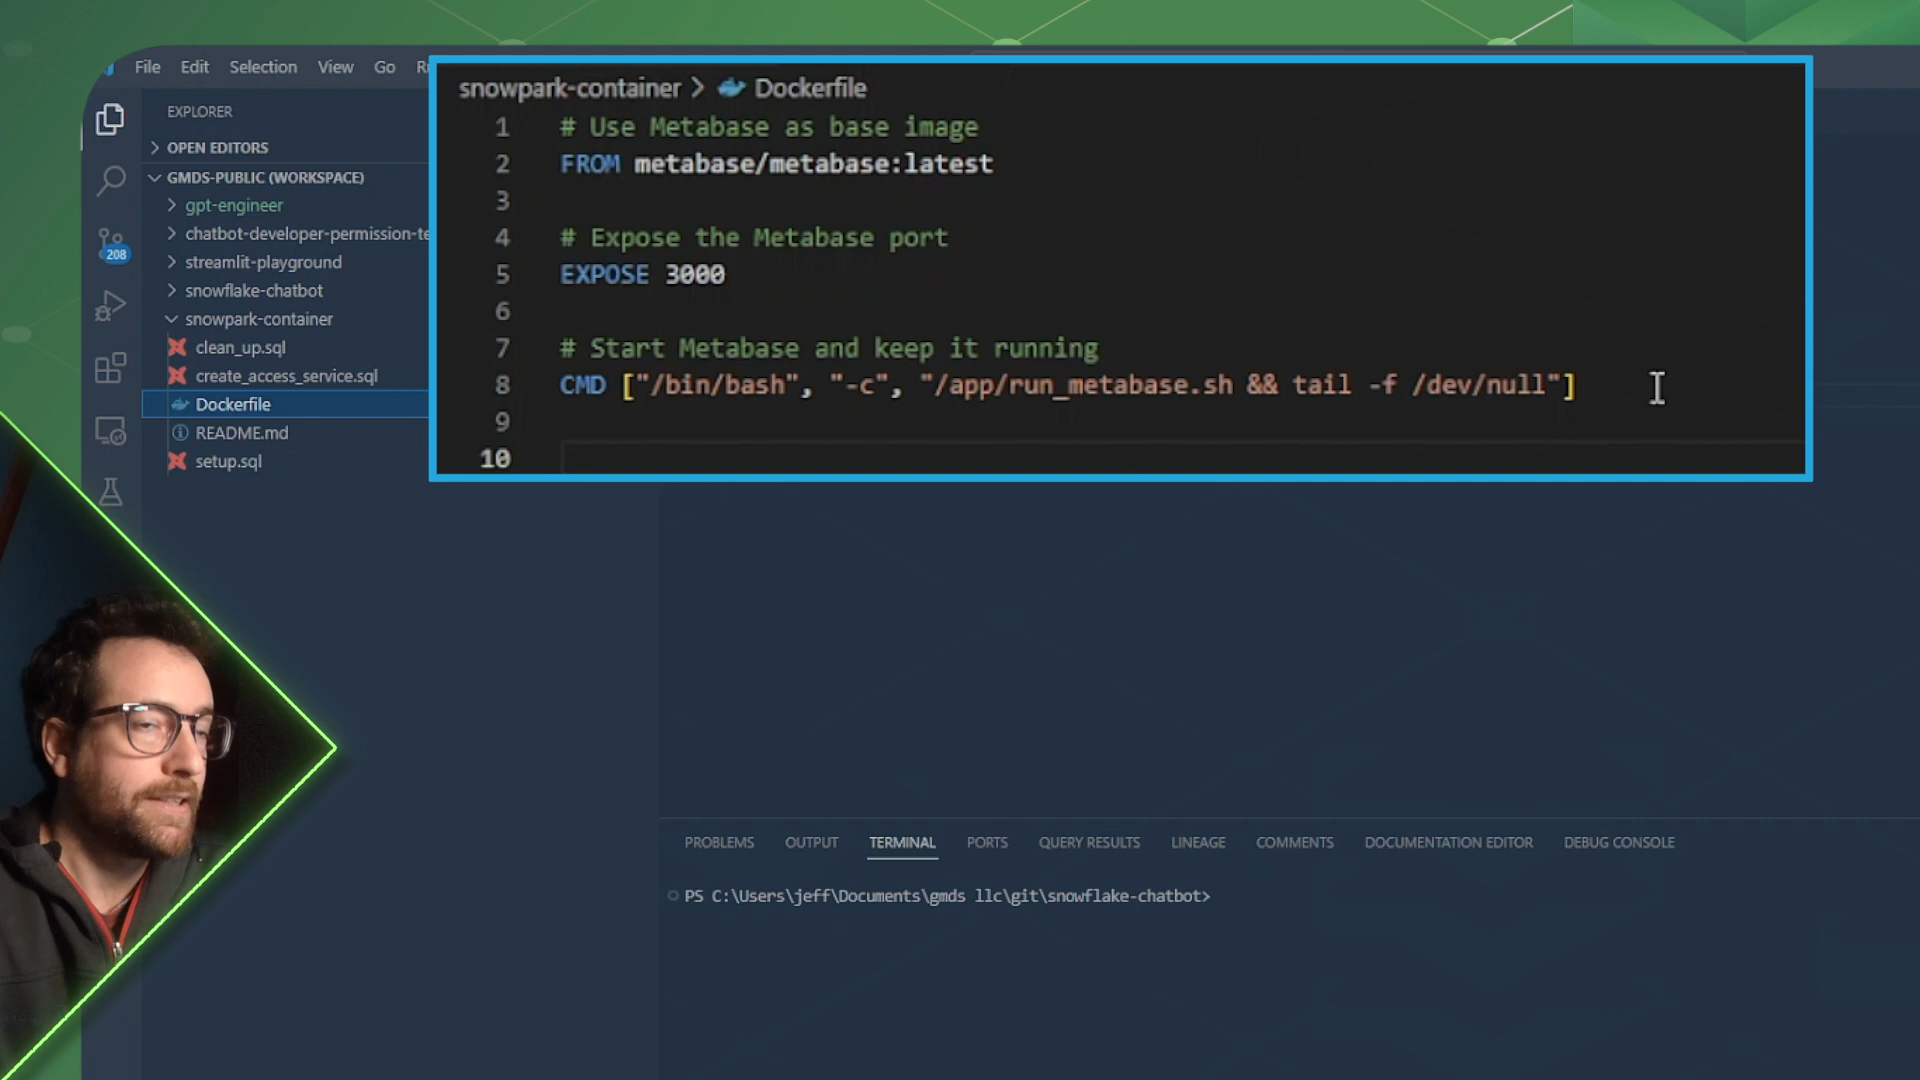 File Edit Selection View Go
EXPLORER
OPEN EDITORS
GMDS-PUBLIC (WORKSPACE)
gpt-engineer
chatbot-developer-permission-te
streamlit-playground
snowflake-chatbot
snowpark-container
clean_up.sql
create_access_service.sql
Dockerfile
README.md
setup.sql
208
snowpark-container > Dockerfile
1 # Use Metabase as base image
2 FROM metabase/metabase:latest
3
4 # Expose the Metabase port
5 EXPOSE 3000
6
7 # Start Metabase and keep it running
8 CMD ["/bin/bash", "-c", "/app/run_metabase.sh && tail -f /dev/null"]
9
10
PROBLEMS OUTPUT TERMINAL PORTS QUERY RESULTS LINEAGE COMMENTS DOCUMENTATION EDITOR DEBUG CONSOLE
PS C:\Users\jeff\Documents\gmds llc\git\snowflake-chatbot>